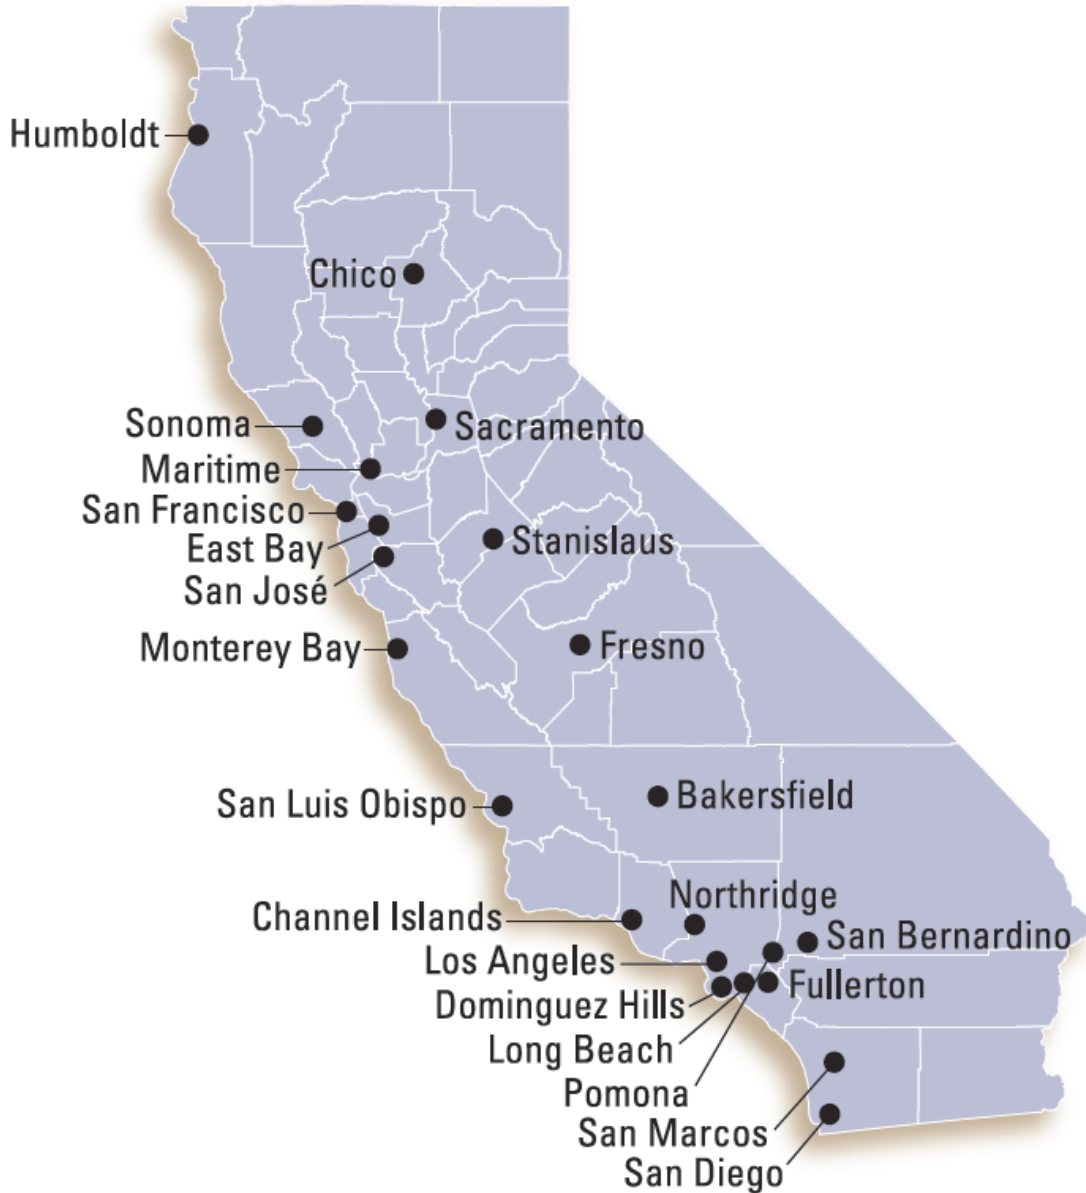 Humboldt
Chico
Sonoma
Sacramento
Maritime
San Francisco
East Bay
Stanislaus
San José
Monterey Bay
Fresno
San Luis Obispo
Bakersfield
Northridge
Channel Islands
San Bernardino
Los Angeles
Fullerton
Dominguez Hills
Long Beach
Pomona
San Marcos
San Diego